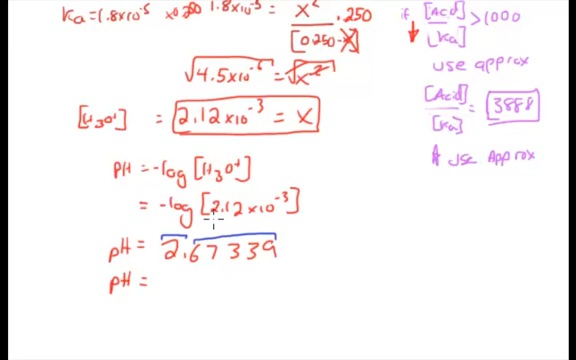 Ka = 1.8x10⁻⁵ x0.250 1.8x10⁻⁵ = x² .250
[0.250-x]
√4.5x10⁻⁶ = √x²
[H₃O⁺] = 2.12x10⁻³ = x
pH = -log [H₃O⁺]
= -log [2.12x10⁻³]
pH = 2.67339
pH =
if [Acid] >1000
[Ka]
use approx
[Acid] = 3888
[Ka]
use Approx